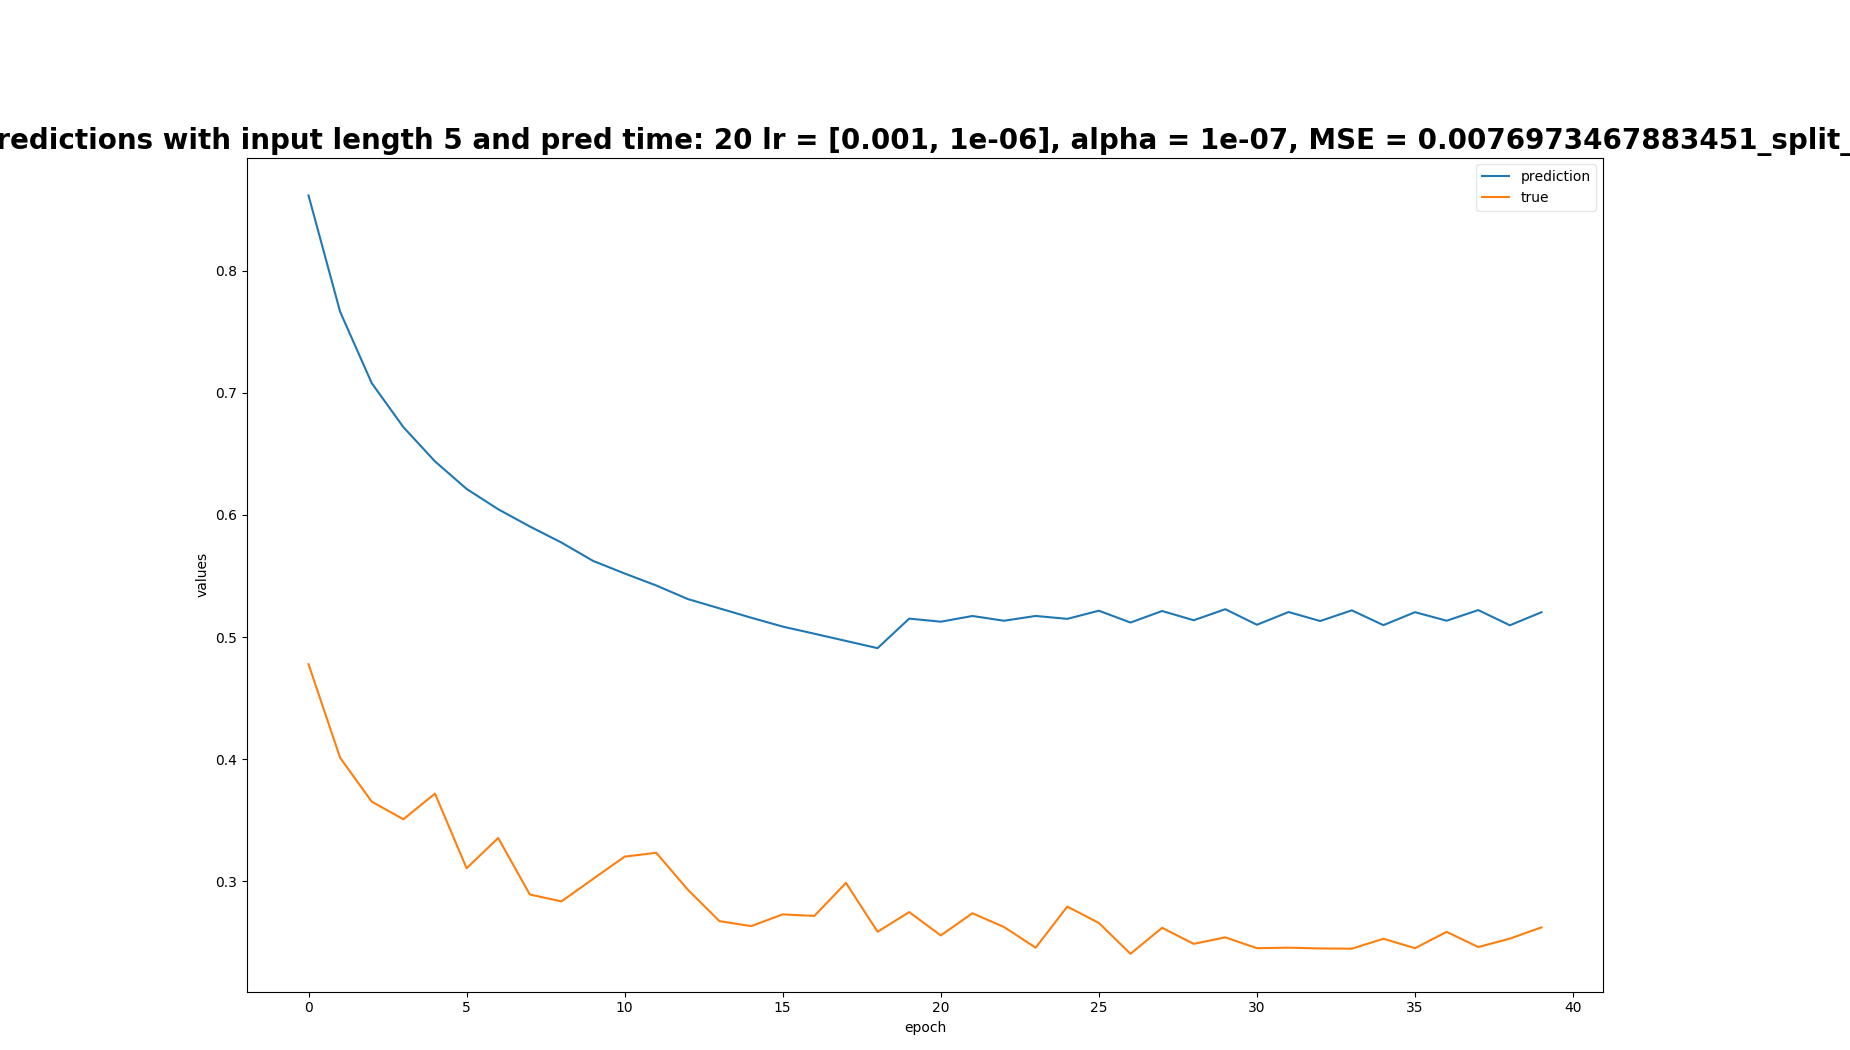 redictions with input length 5 and pred time: 20 lr = [0.001, 1e-06], alpha = 1e-07, MSE = 0.0076973467883451_split_
prediction
true
0.8
0.7
0.6
0.5
0.4
0.3
values
0 5 10 15 20 25 30 35 40
epoch